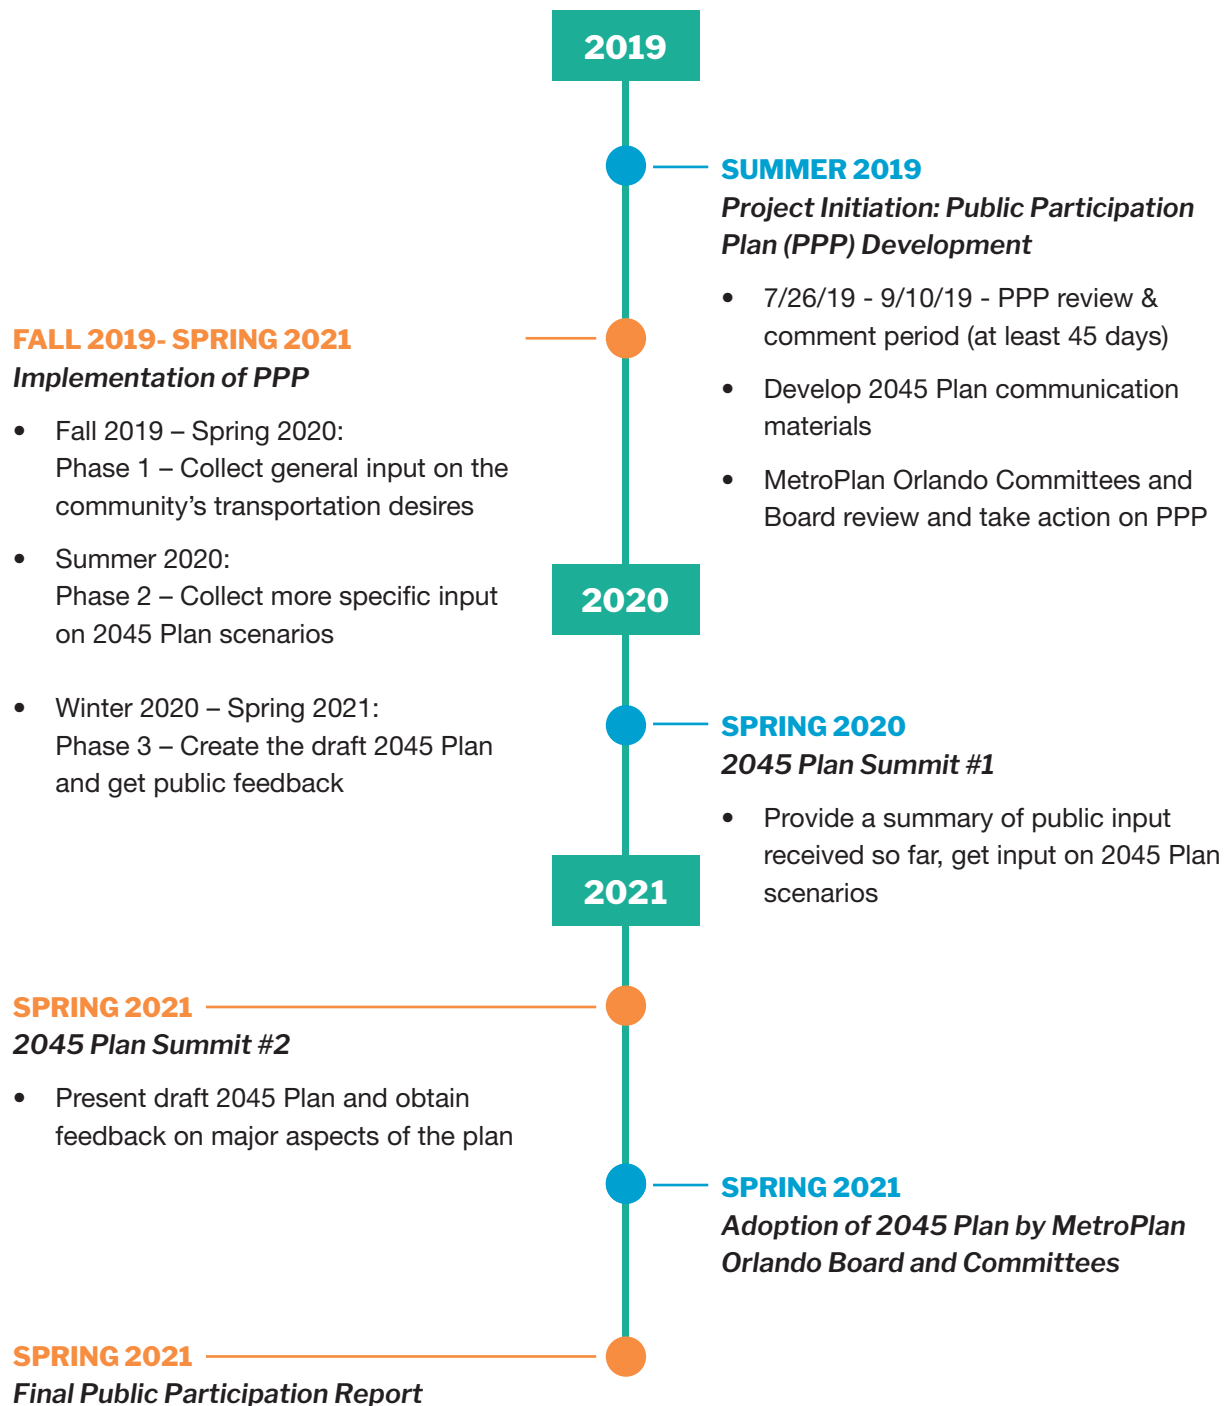 2019
SUMMER 2019
Project Initiation: Public Participation
Plan (PPP) Development
• 7/26/19 - 9/10/19 - PPP review &
comment period (at least 45 days)
• Develop 2045 Plan communication
materials
• MetroPlan Orlando Committees and
Board review and take action on PPP
FALL 2019- SPRING 2021
Implementation of PPP
• Fall 2019 – Spring 2020:
Phase 1 – Collect general input on the
community’s transportation desires
• Summer 2020:
Phase 2 – Collect more specific input
on 2045 Plan scenarios
• Winter 2020 – Spring 2021:
Phase 3 – Create the draft 2045 Plan
and get public feedback
2020
SPRING 2020
2045 Plan Summit #1
• Provide a summary of public input
received so far, get input on 2045 Plan
scenarios
2021
SPRING 2021
2045 Plan Summit #2
• Present draft 2045 Plan and obtain
feedback on major aspects of the plan
SPRING 2021
Adoption of 2045 Plan by MetroPlan
Orlando Board and Committees
SPRING 2021
Final Public Participation Report